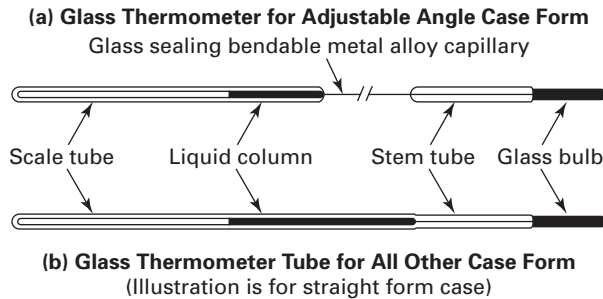 (a) Glass Thermometer for Adjustable Angle Case Form
Glass sealing bendable metal alloy capillary
Scale tube Liquid column Stem tube Glass bulb
(b) Glass Thermometer Tube for All Other Case Form
(Illustration is for straight form case)